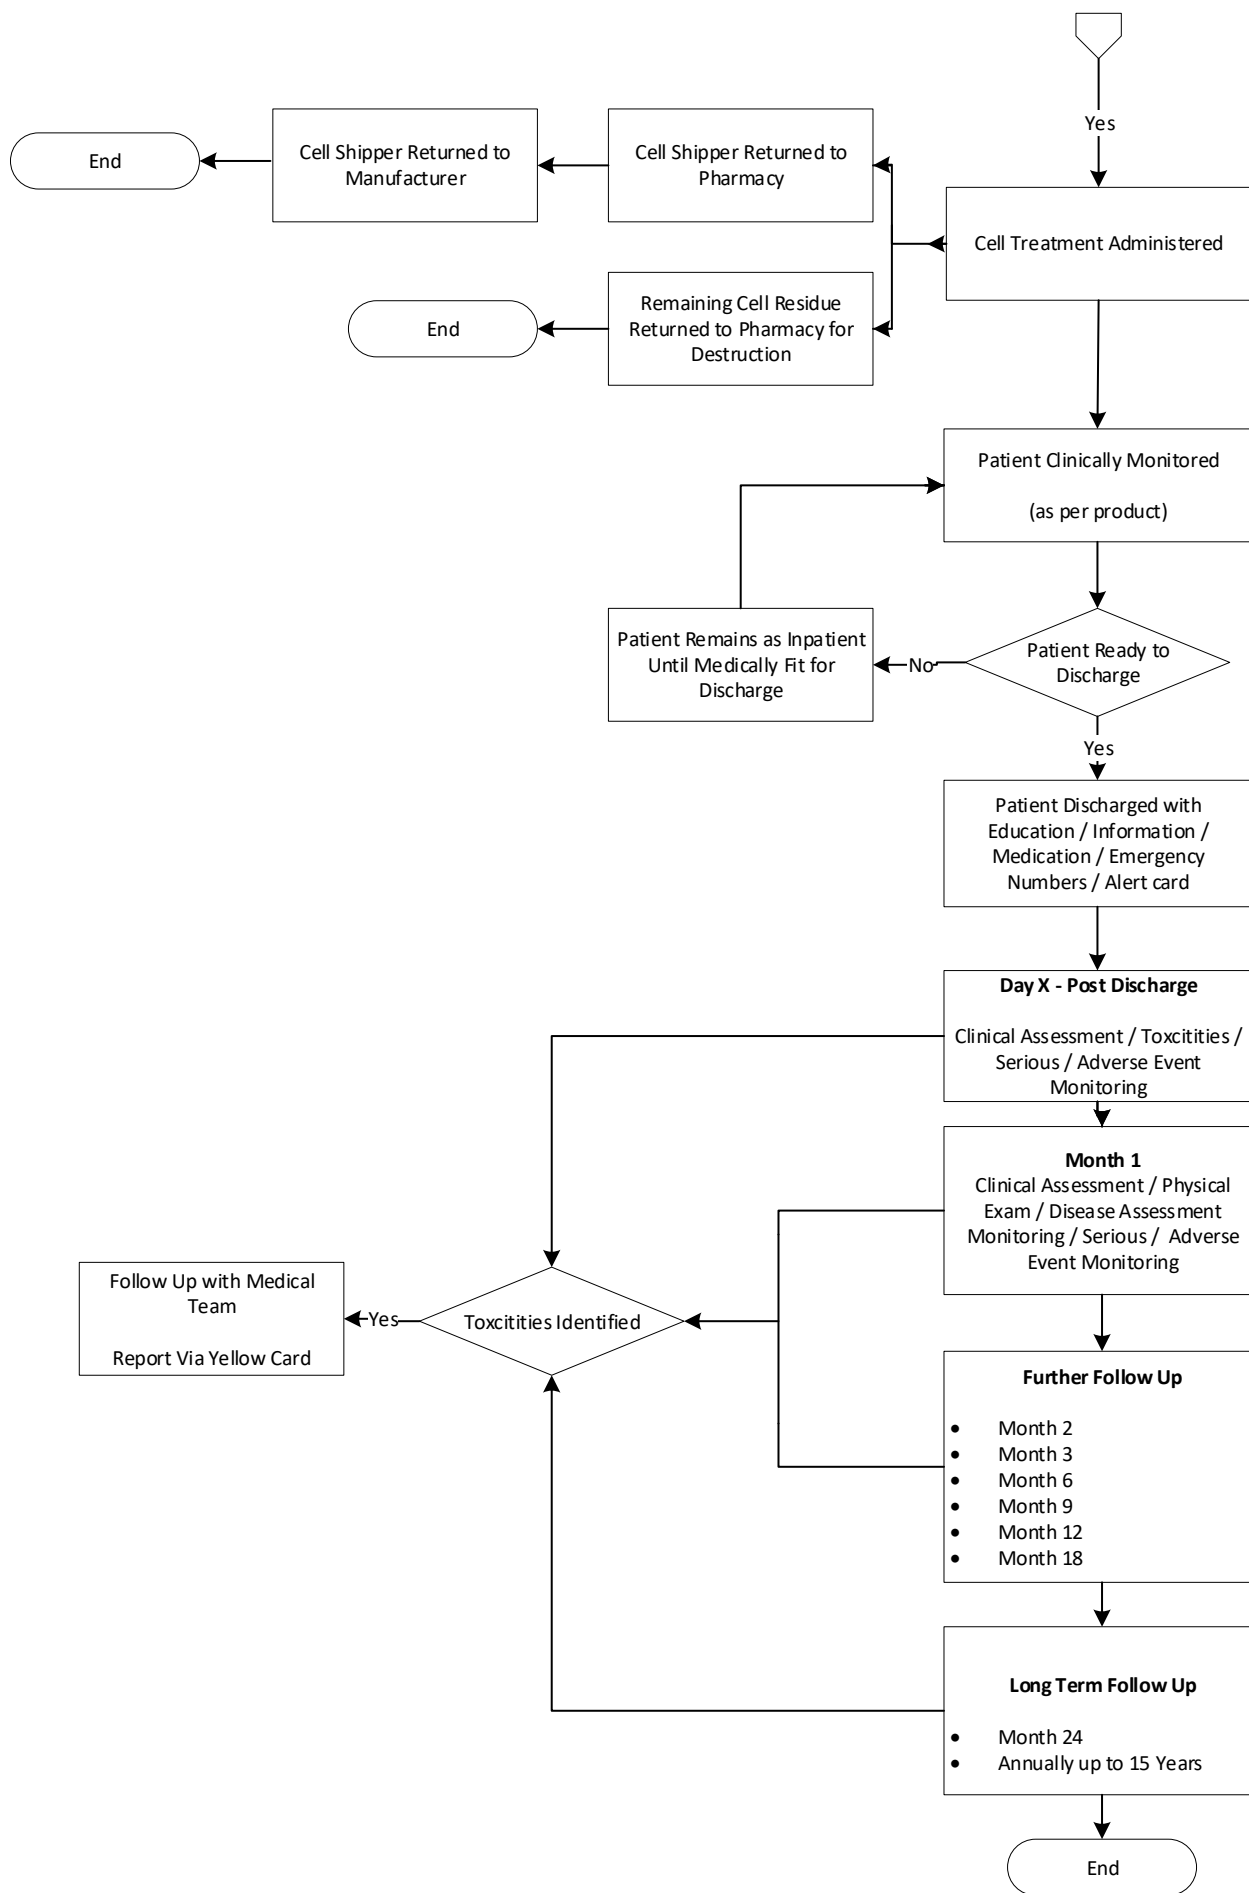 Yes
End
Cell Shipper Returned to
Manufacturer
Cell Shipper Returned to
Pharmacy
Cell Treatment Administered
End
Remaining Cell Residue
Returned to Pharmacy for
Destruction
Patient Clinically Monitored
(as per product)
Patient Remains as Inpatient
Until Medically Fit for
Discharge
No
Patient Ready to
Discharge
Yes
Patient Discharged with
Education / Information /
Medication / Emergency
Numbers / Alert card
Day X - Post Discharge
Clinical Assessment / Toxcitities /
Serious / Adverse Event
Monitoring
Month 1
Clinical Assessment / Physical
Exam / Disease Assessment
Monitoring / Serious / Adverse
Event Monitoring
Follow Up with Medical
Team
Report Via Yellow Card
Yes
Toxcitities Identified
Further Follow Up
• Month 2
• Month 3
• Month 6
• Month 9
• Month 12
• Month 18
Long Term Follow Up
• Month 24
• Annually up to 15 Years
End